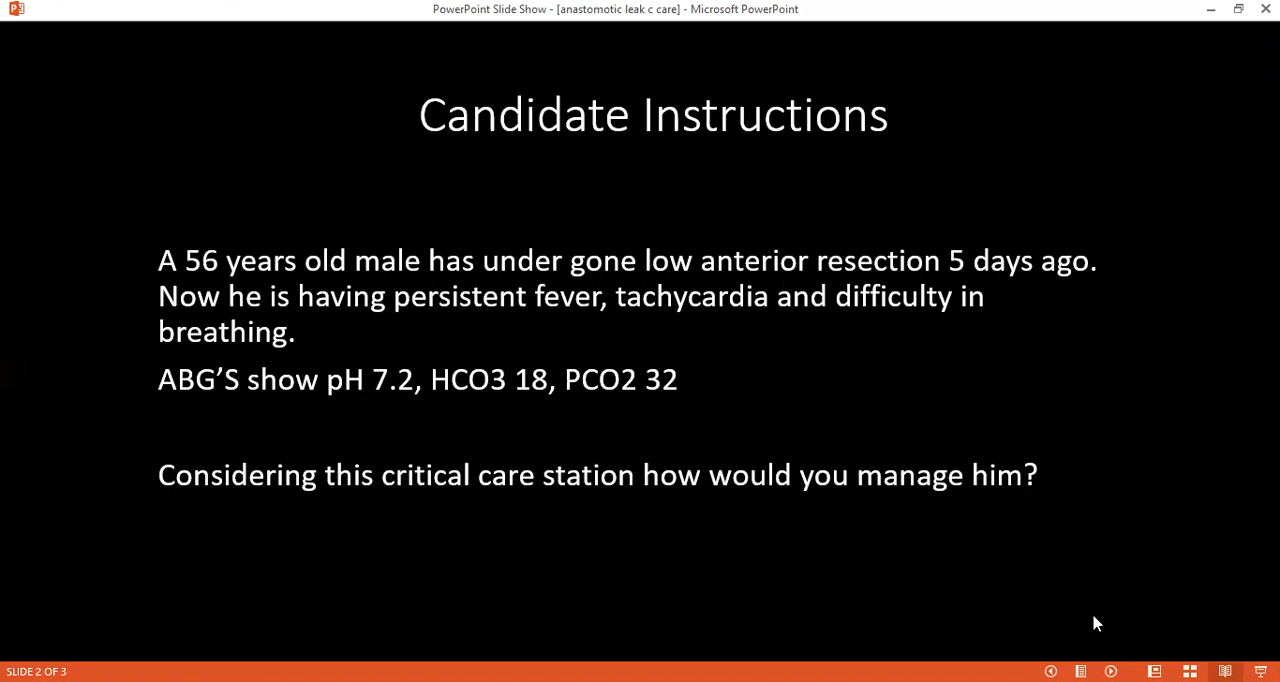 PowerPoint Slide Show - [anastomotic leak c care] - Microsoft PowerPoint
Candidate Instructions
A 56 years old male has under gone low anterior resection 5 days ago.
Now he is having persistent fever, tachycardia and difficulty in
breathing.
ABG’S show pH 7.2, HCO3 18, PCO2 32
Considering this critical care station how would you manage him?
SLIDE 2 OF 3